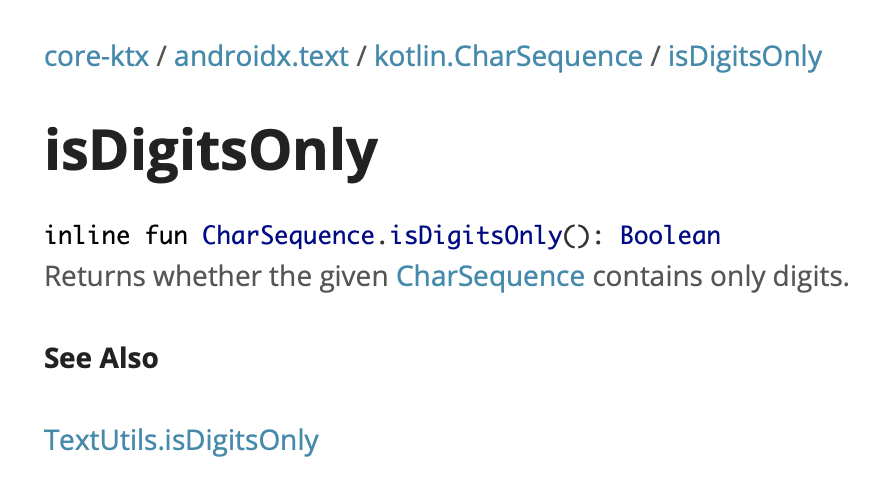 core-ktx / androidx.text / kotlin.CharSequence / isDigitsOnly
isDigitsOnly
inline fun CharSequence.isDigitsOnly(): Boolean
Returns whether the given CharSequence contains only digits.
See Also
TextUtils.isDigitsOnly